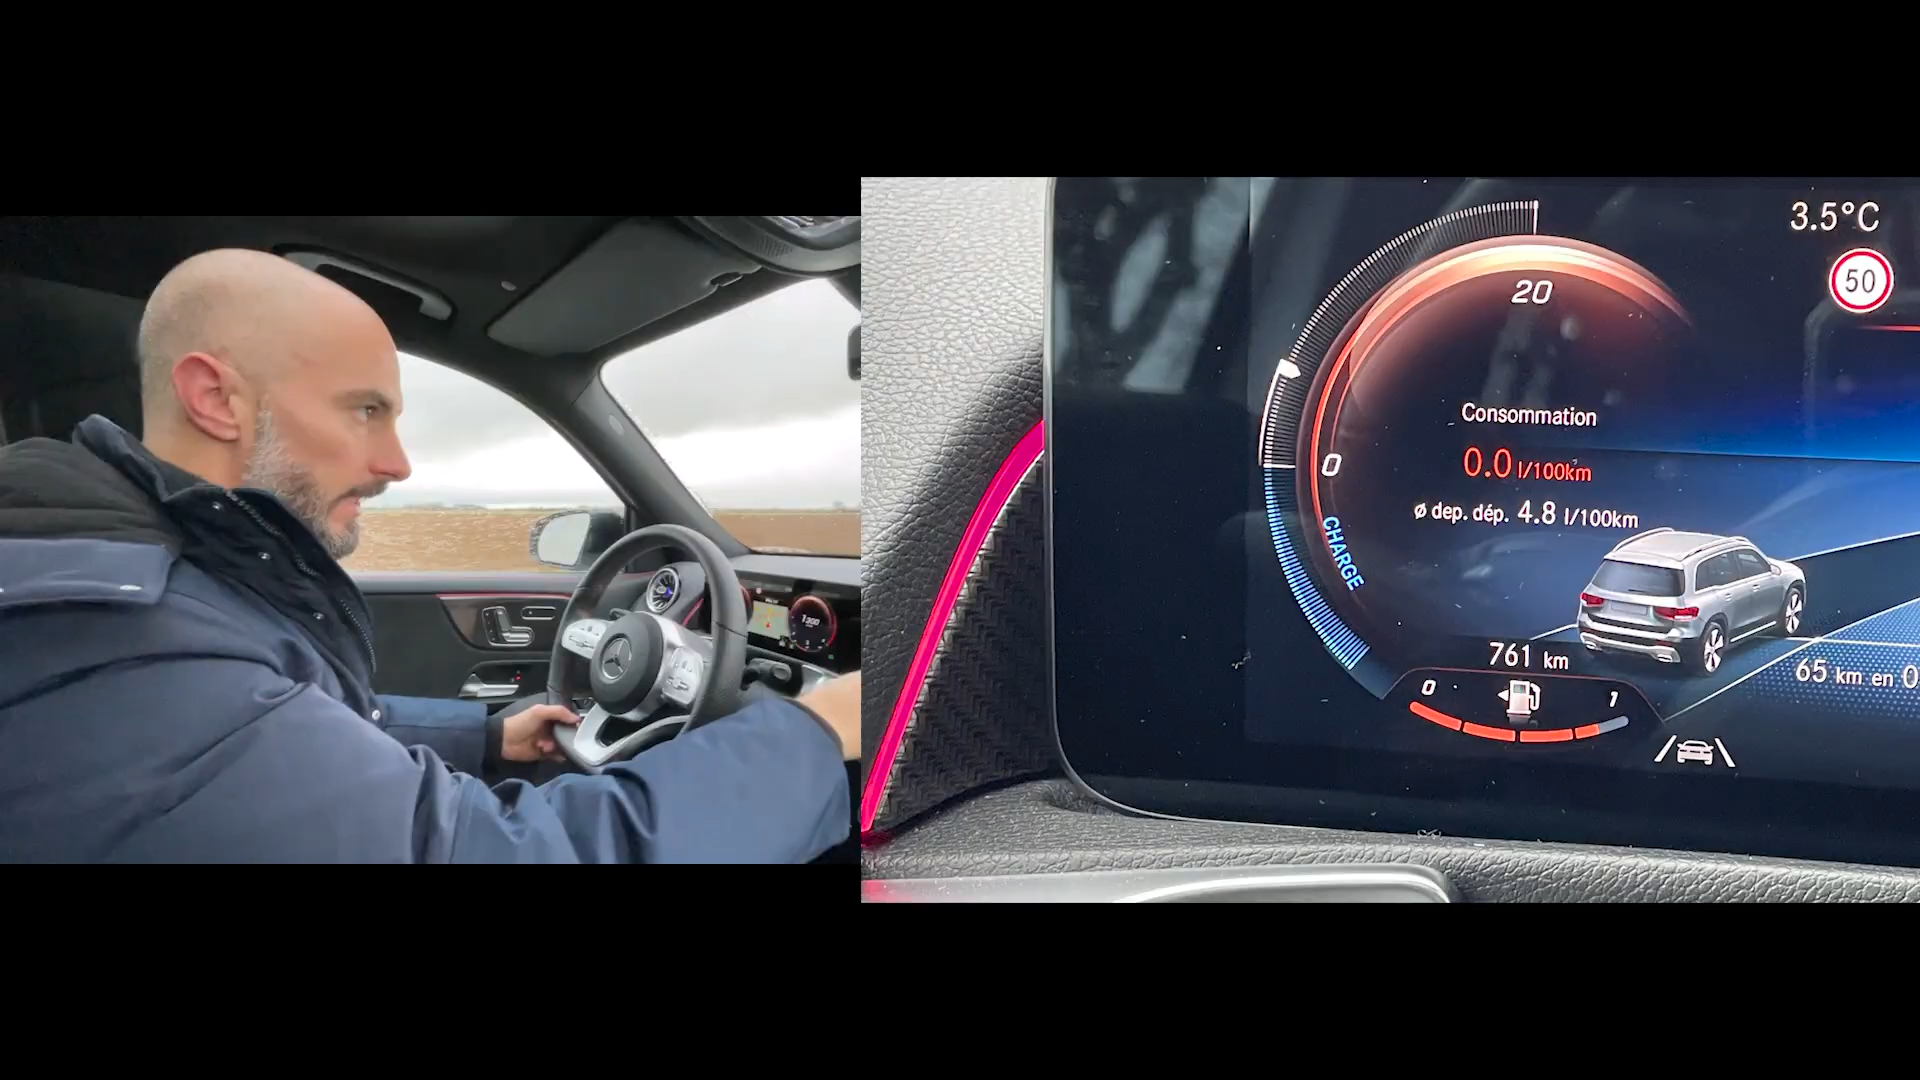 3.5°C
50
20
Consommation
0.0 l/100km
0
ø dep. dép. 4.8 l/100km
CHARGE
761 km
65 km en 0
0
1